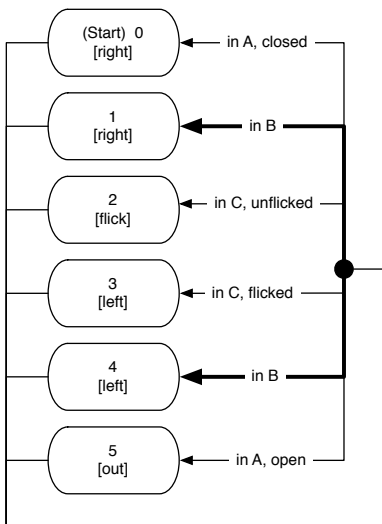 (Start) 0
[right]
in A, closed
1
[right]
in B
2
[flick]
in C, unflicked
3
[left]
in C, flicked
4
[left]
in B
5
[out]
in A, open